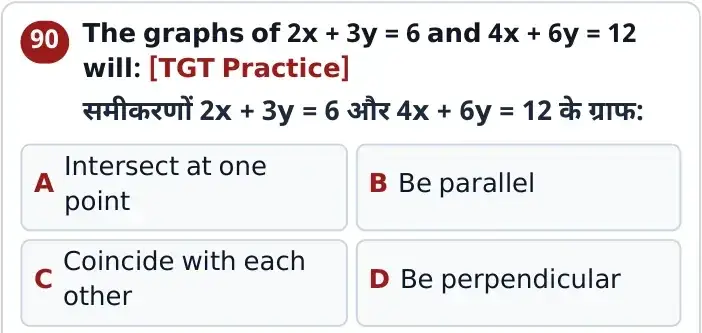 90 The graphs of 2x + 3y = 6 and 4x + 6y = 12
will: [TGT Practice]
समीकरणों 2x + 3y = 6 और 4x + 6y = 12 के ग्राफ:
A Intersect at one
point
B Be parallel
C Coincide with each
other
D Be perpendicular